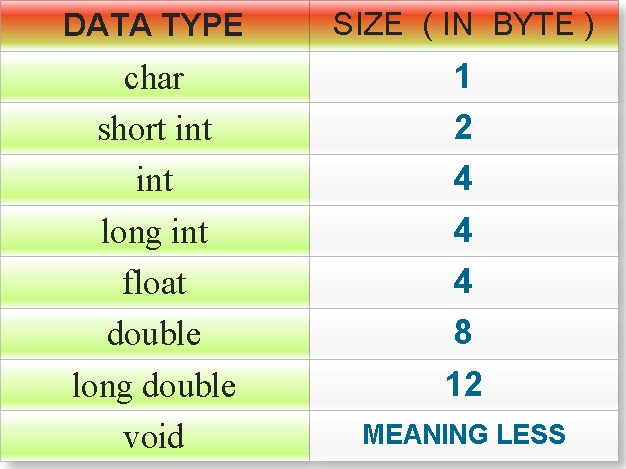 DATA TYPE SIZE ( IN BYTE )
char 1
short int 2
int 4
long int 4
float 4
double 8
long double 12
void MEANING LESS